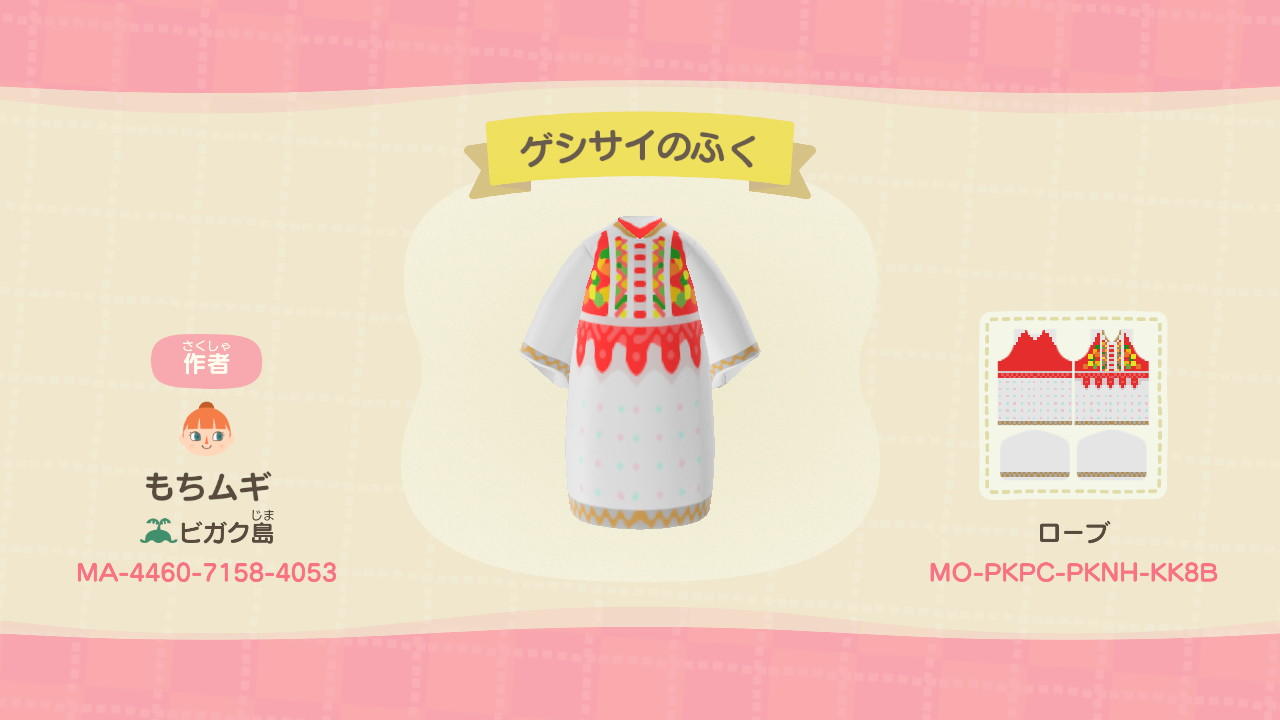 ゲシサイのふく
さくしゃ
作者
もちムギ
じま
ビガク島
MA-4460-7158-4053
ローブ
MO-PKPC-PKNH-KK8B